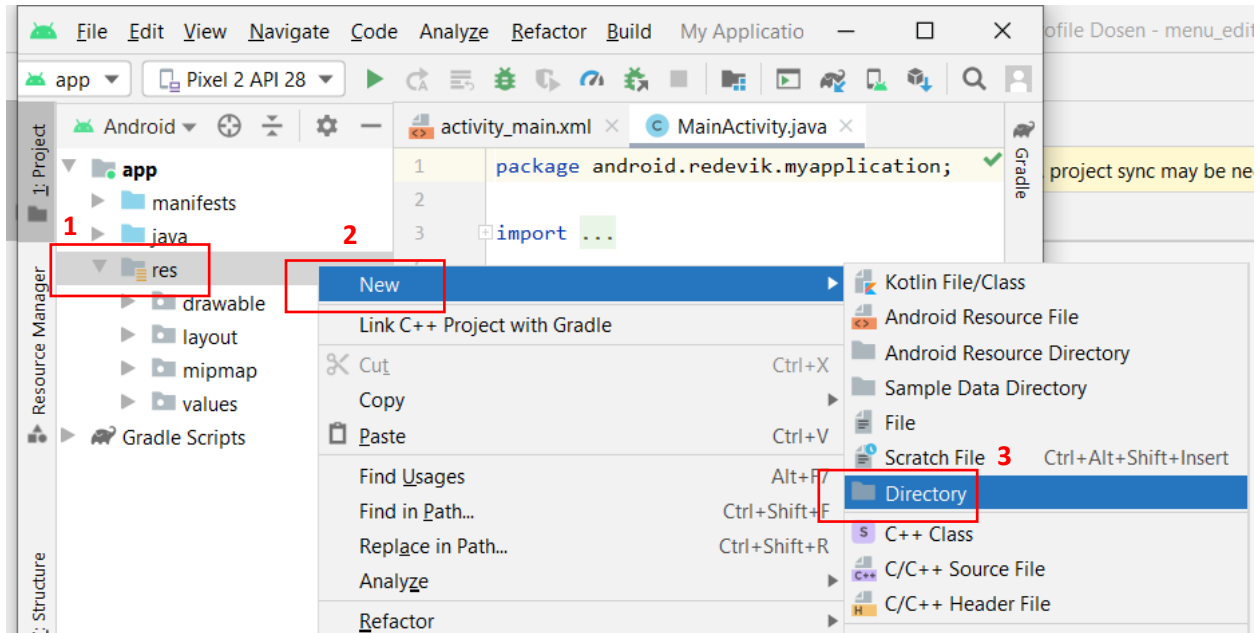 File Edit View Navigate Code Analyze Refactor Build My Applicatio
ofile Dosen - menu_edit
app Pixel 2 API 28
Android
activity_main.xml MainActivity.java
1: Project
Resource Manager
Structure
Gradle
project sync may be ne
app
manifests
java
1
res
drawable
layout
mipmap
values
Gradle Scripts
1 package android.redevik.myapplication;
2
3 import ...
2
New
Link C++ Project with Gradle
Cut Ctrl+X
Copy
Paste Ctrl+V
Find Usages Alt+F7
Find in Path... Ctrl+Shift+F
Replace in Path... Ctrl+Shift+R
Analyze
Refactor
Kotlin File/Class
Android Resource File
Android Resource Directory
Sample Data Directory
File
Scratch File Ctrl+Alt+Shift+Insert
3
Directory
S C++ Class
C++ C/C++ Source File
H C/C++ Header File